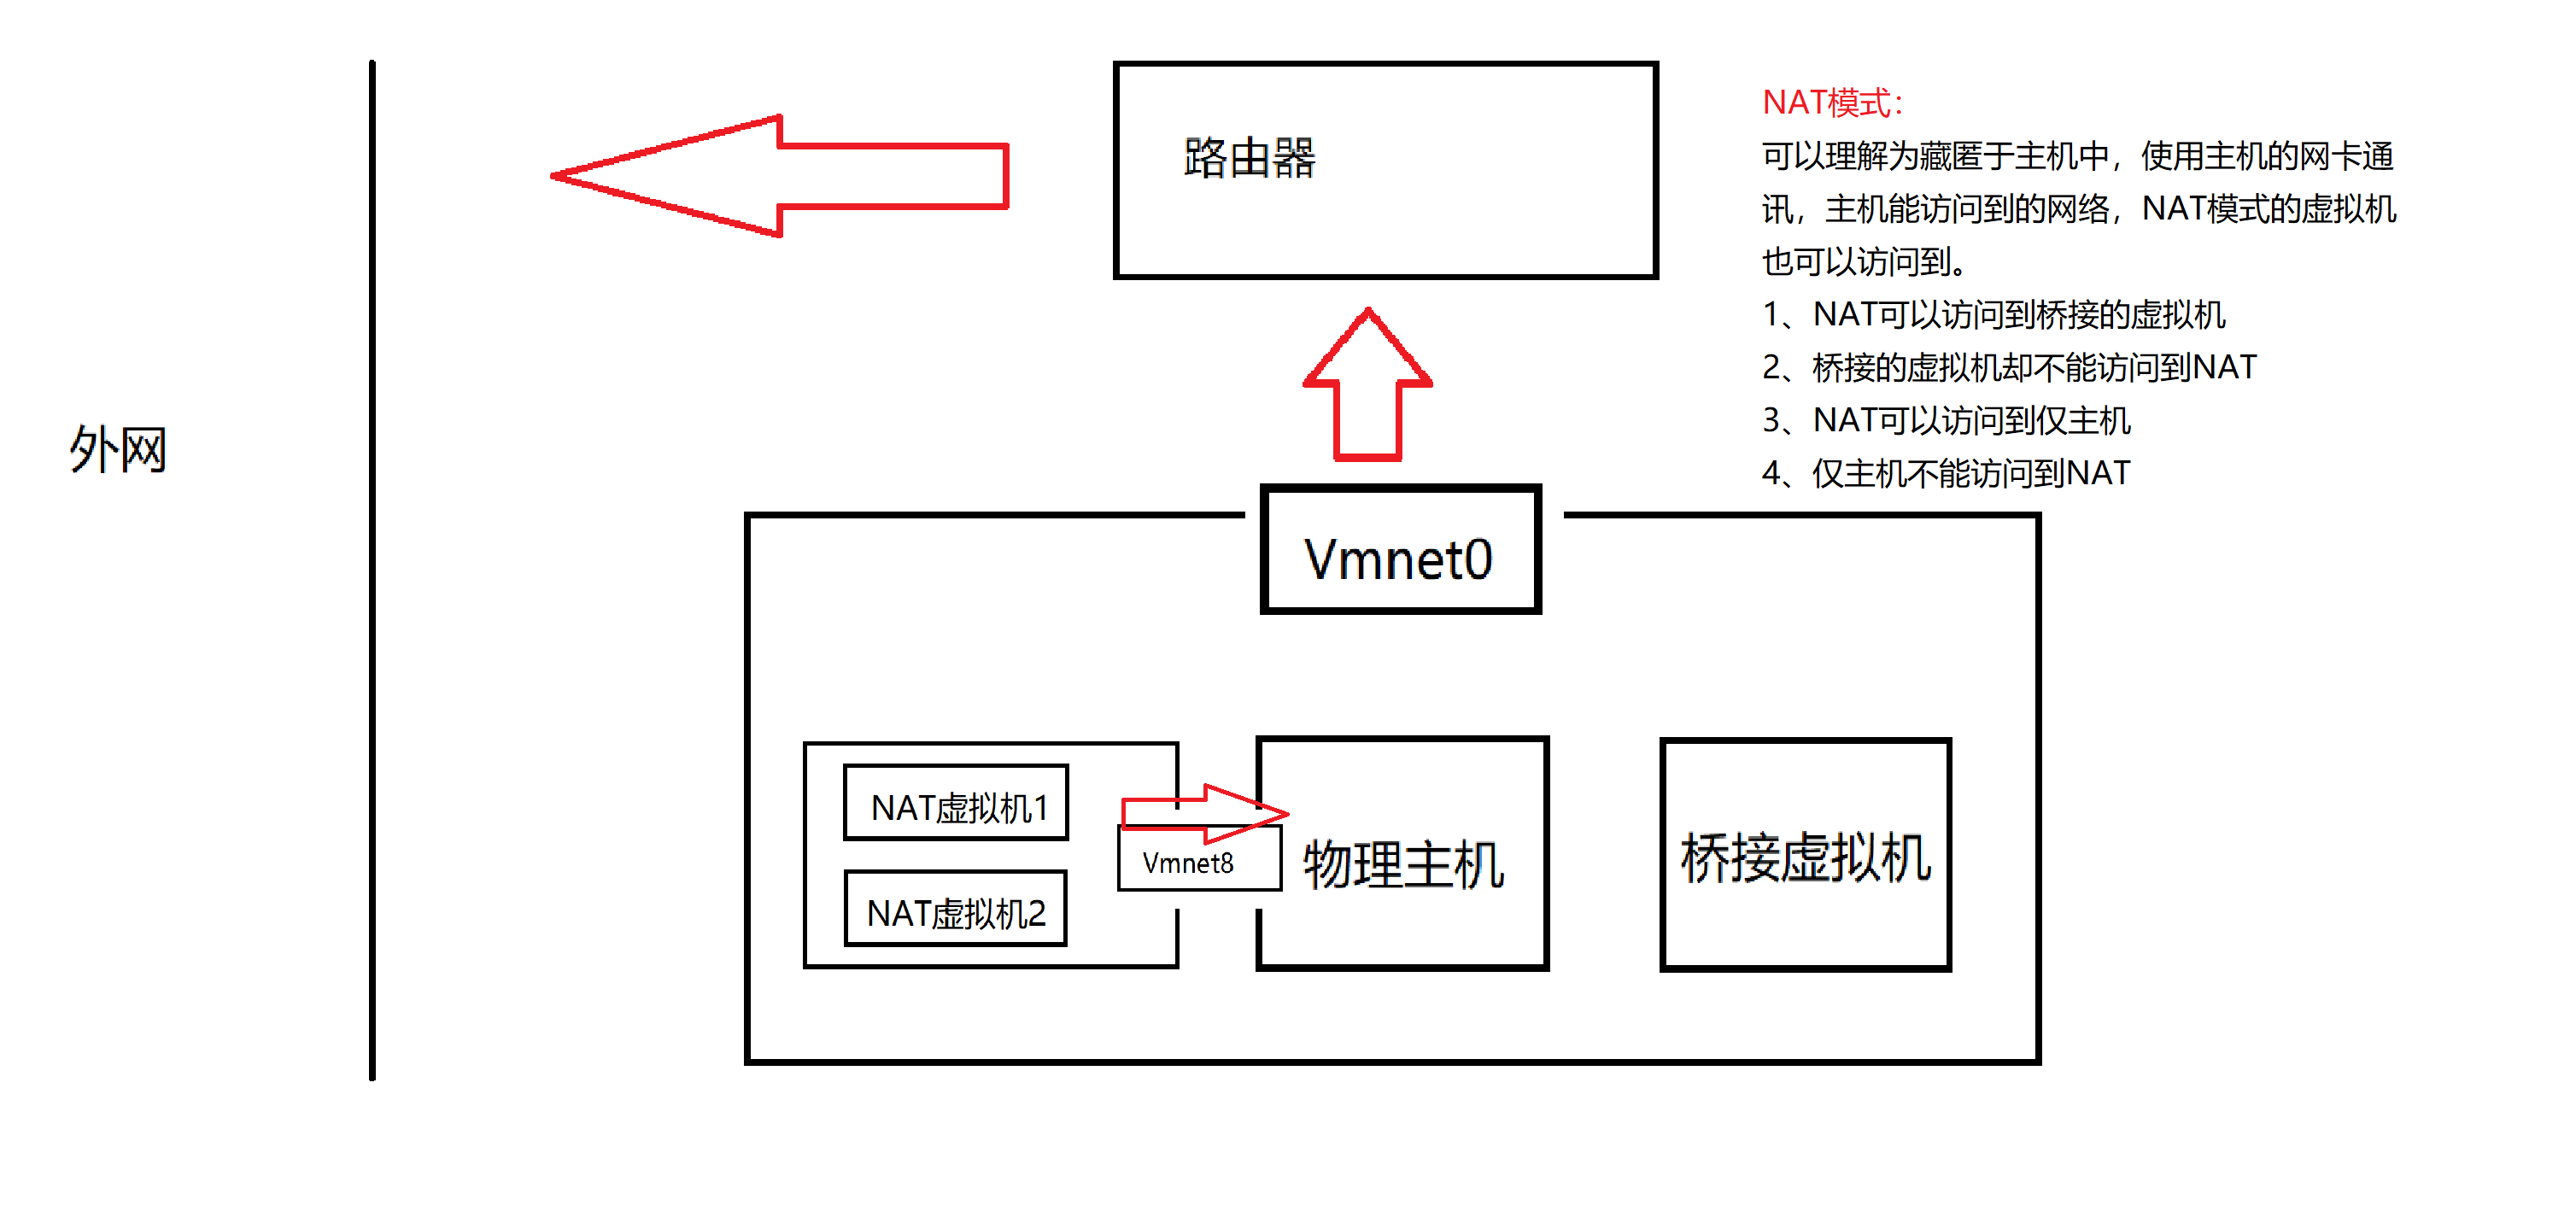 路由器
NAT模式：
可以理解为藏匿于主机中，使用主机的网卡通
讯，主机能访问到的网络，NAT模式的虚拟机
也可以访问到。
1、NAT可以访问到桥接的虚拟机
2、桥接的虚拟机却不能访问到NAT
3、NAT可以访问到仅主机
4、仅主机不能访问到NAT
外网
Vmnet0
NAT虚拟机1
NAT虚拟机2
Vmnet8
物理主机
桥接虚拟机